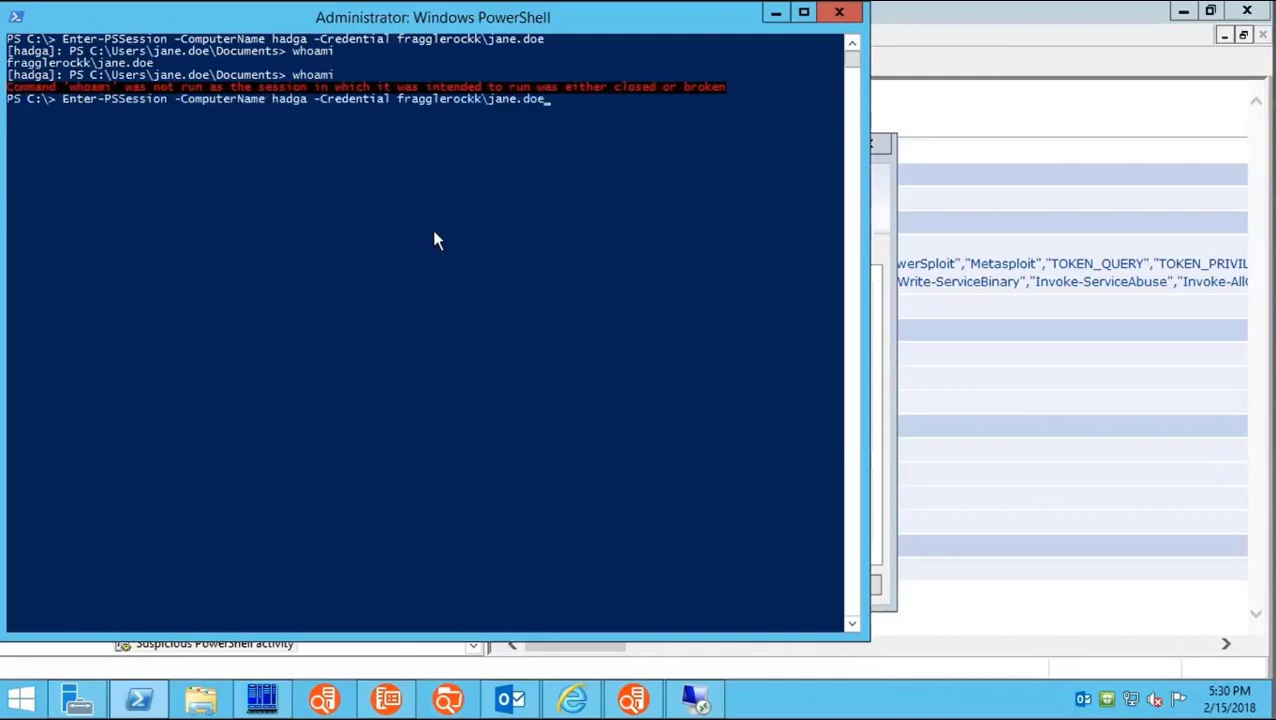 Administrator: Windows PowerShell
PS C:\> Enter-PSSession -ComputerName hadga -Credential fragglerockk\jane.doe
[hadga]: PS C:\Users\jane.doe\Documents> whoami
fragglerockk\jane.doe
[hadga]: PS C:\Users\jane.doe\Documents> whoami
Command 'whoami' was not run as the session in which it was intended to run was either closed or broken
PS C:\> Enter-PSSession -ComputerName hadga -Credential fragglerockk\jane.doe_
werSploit","Metasploit","TOKEN_QUERY","TOKEN_PRIVIL
Write-ServiceBinary","Invoke-ServiceAbuse","Invoke-All
Suspicious PowerShell activity
5:30 PM
2/15/2018